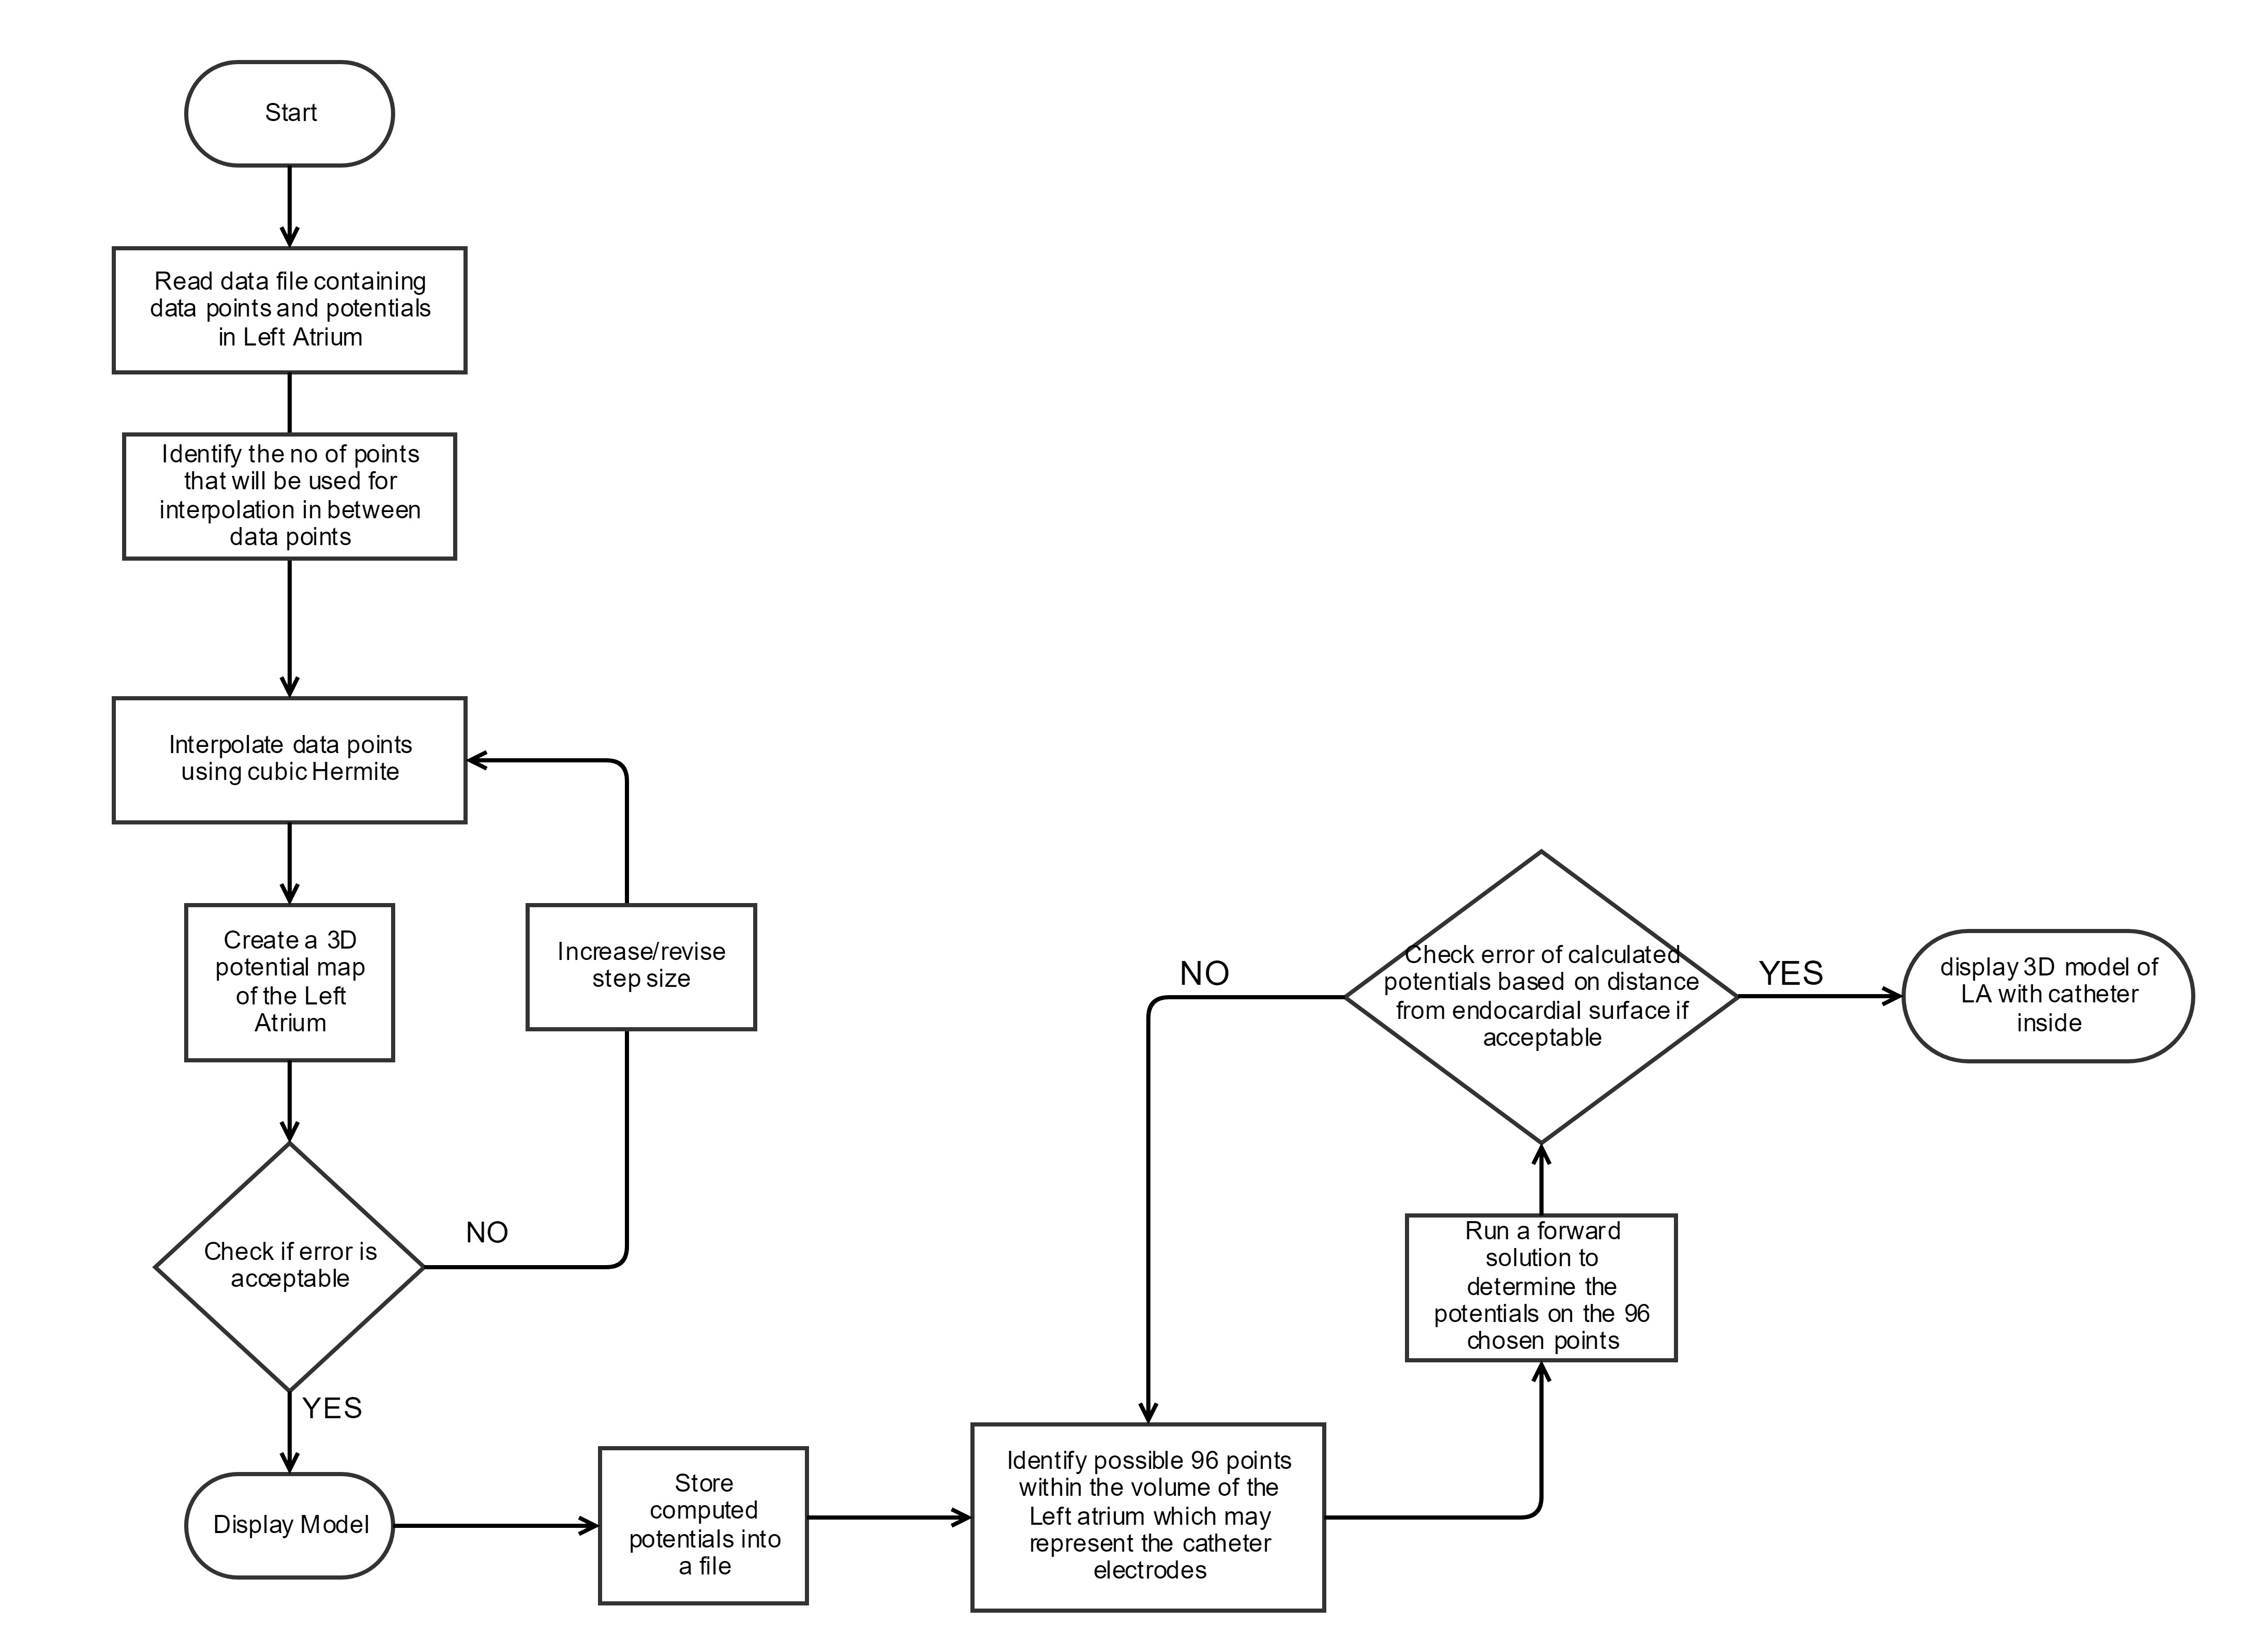 Start
Read data file containing
data points and potentials
in Left Atrium
Identify the no of points
that will be used for
interpolation in between
data points
Interpolate data points
using cubic Hermite
Create a 3D
potential map
of the Left
Atrium
Increase/revise
step size
Check if error is
acceptable
NO
YES
Display Model
Store
computed
potentials into
a file
Identify possible 96 points
within the volume of the
Left atrium which may
represent the catheter
electrodes
Run a forward
solution to
determine the
potentials on the 96
chosen points
Check error of calculated
potentials based on distance
from endocardial surface if
acceptable
NO
YES
display 3D model of
LA with catheter
inside